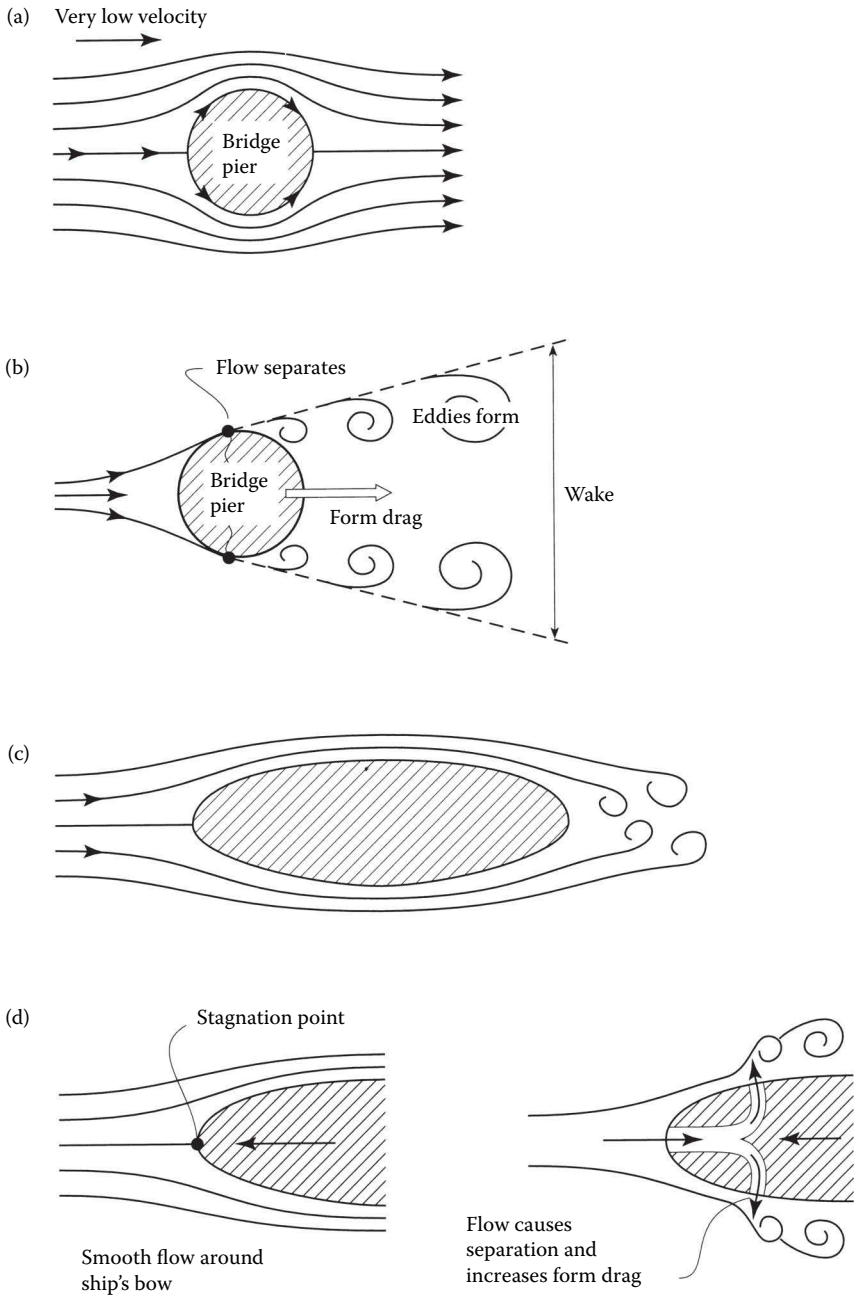 (a) Very low velocity
Bridge
pier
(b)
Flow separates
Eddies form
Bridge
pier
Form drag
Wake
(c)
(d)
Stagnation point
Smooth flow around
ship's bow
Flow causes
separation and
increases form drag